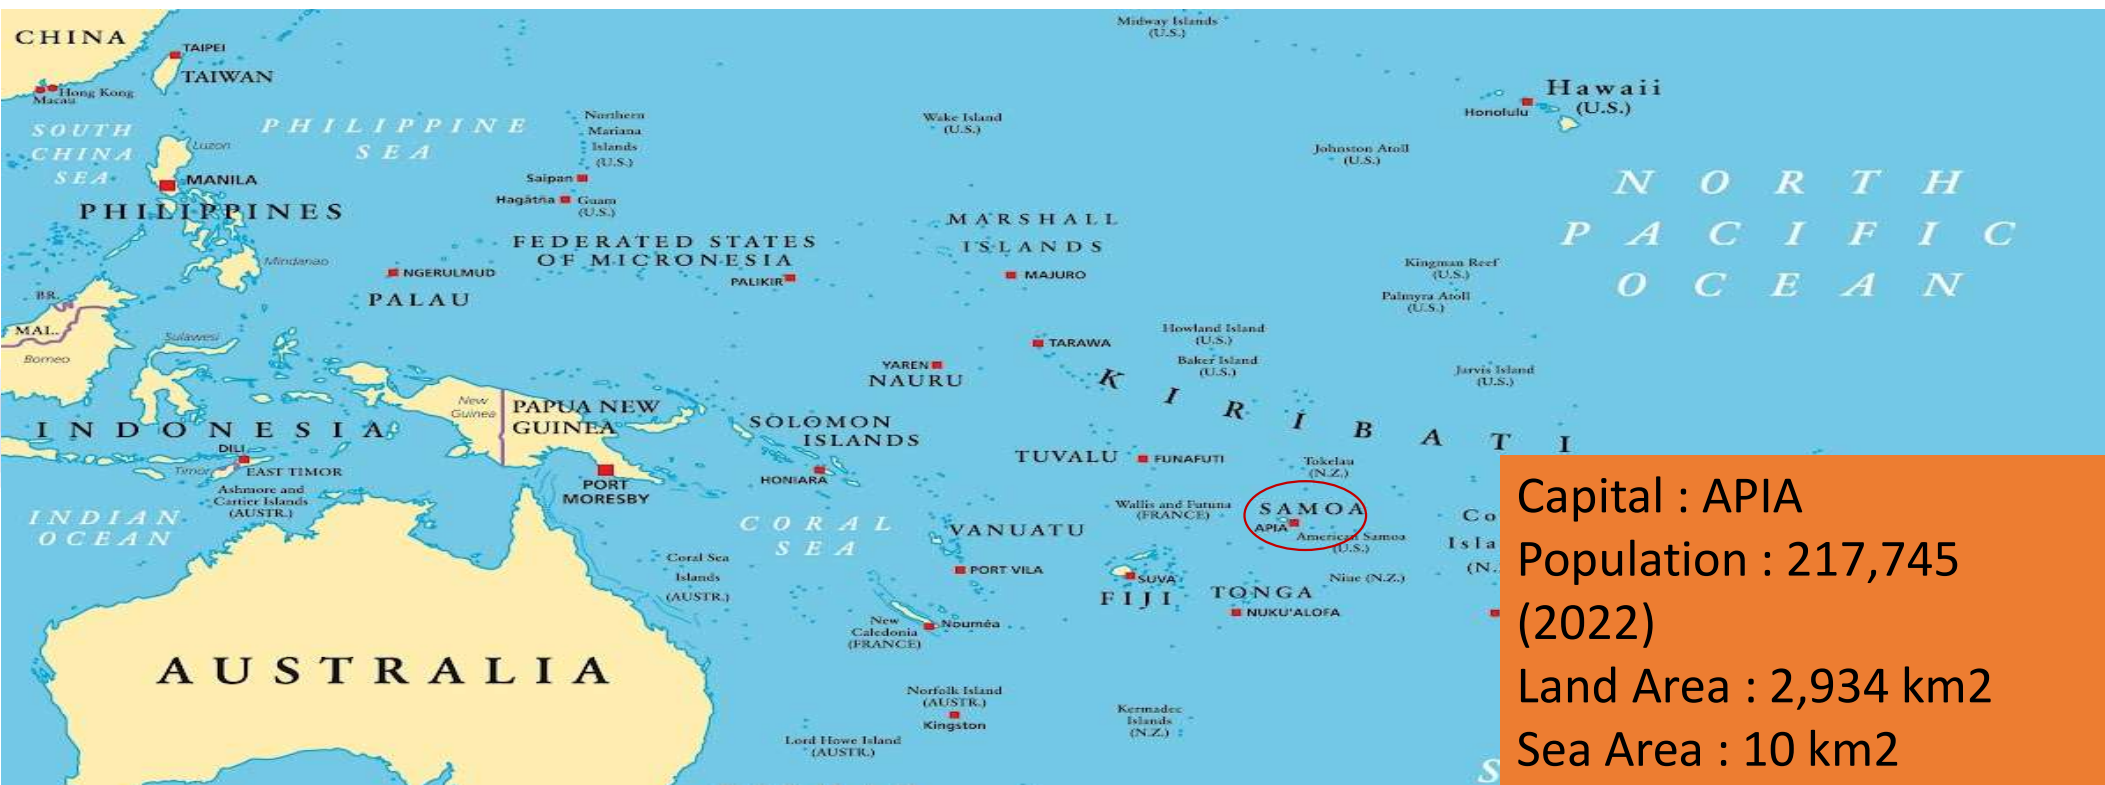 Midway Islands
(U.S.)
CHINA
TAIPEI
TAIWAN
Hong Kong
Macau
Hawaii
(U.S.)
Honolulu
SOUTH
CHINA
SEA
PHILIPPINE
SEA
Luzon
MANILA
PHILIPPINES
Mindanao
Northern
Mariana
Islands
(U.S.)
Saipan
Hagåtña
Guam
(U.S.)
Wake Island
(U.S.)
Johnston Atoll
(U.S.)
NORTH
PACIFIC
OCEAN
MARSHALL
ISLANDS
MAJURO
FEDERATED STATES
OF MICRONESIA
PALIKIR
NGERULMUD
PALAU
Kingman Reef
(U.S.)
Palmyra Atoll
(U.S.)
BR.
MAL.
Borneo
Sulawesi
Howland Island
(U.S.)
Baker Island
(U.S.)
Jarvis Island
(U.S.)
TARAWA
YAREN
NAURU
KIRIBATI
New
Guinea
PAPUA NEW
GUINEA
PORT
MORESBY
SOLOMON
ISLANDS
HONIARA
INDONESIA
DILI
Timor
EAST TIMOR
Ashmore and
Cartier Islands
(AUSTR.)
TUVALU
FUNAFUTI
Tokelau
(N.Z.)
Wallis and Futuna
(FRANCE)
SAMOA
APIA
American Samoa
(U.S.)
Co
Isla
(N.
INDIAN
OCEAN
CORAL
SEA
Coral Sea
Islands
(AUSTR.)
VANUATU
PORT VILA
SUVA
FIJI
TONGA
NUKU'ALOFA
Niue (N.Z.)
New
Caledonia
(FRANCE)
Nouméa
AUSTRALIA
Norfolk Island
(AUSTR.)
Kingston
Lord Howe Island
(AUSTR.)
Kermadec
Islands
(N.Z.)
S
Capital : APIA
Population : 217,745
(2022)
Land Area : 2,934 km2
Sea Area : 10 km2